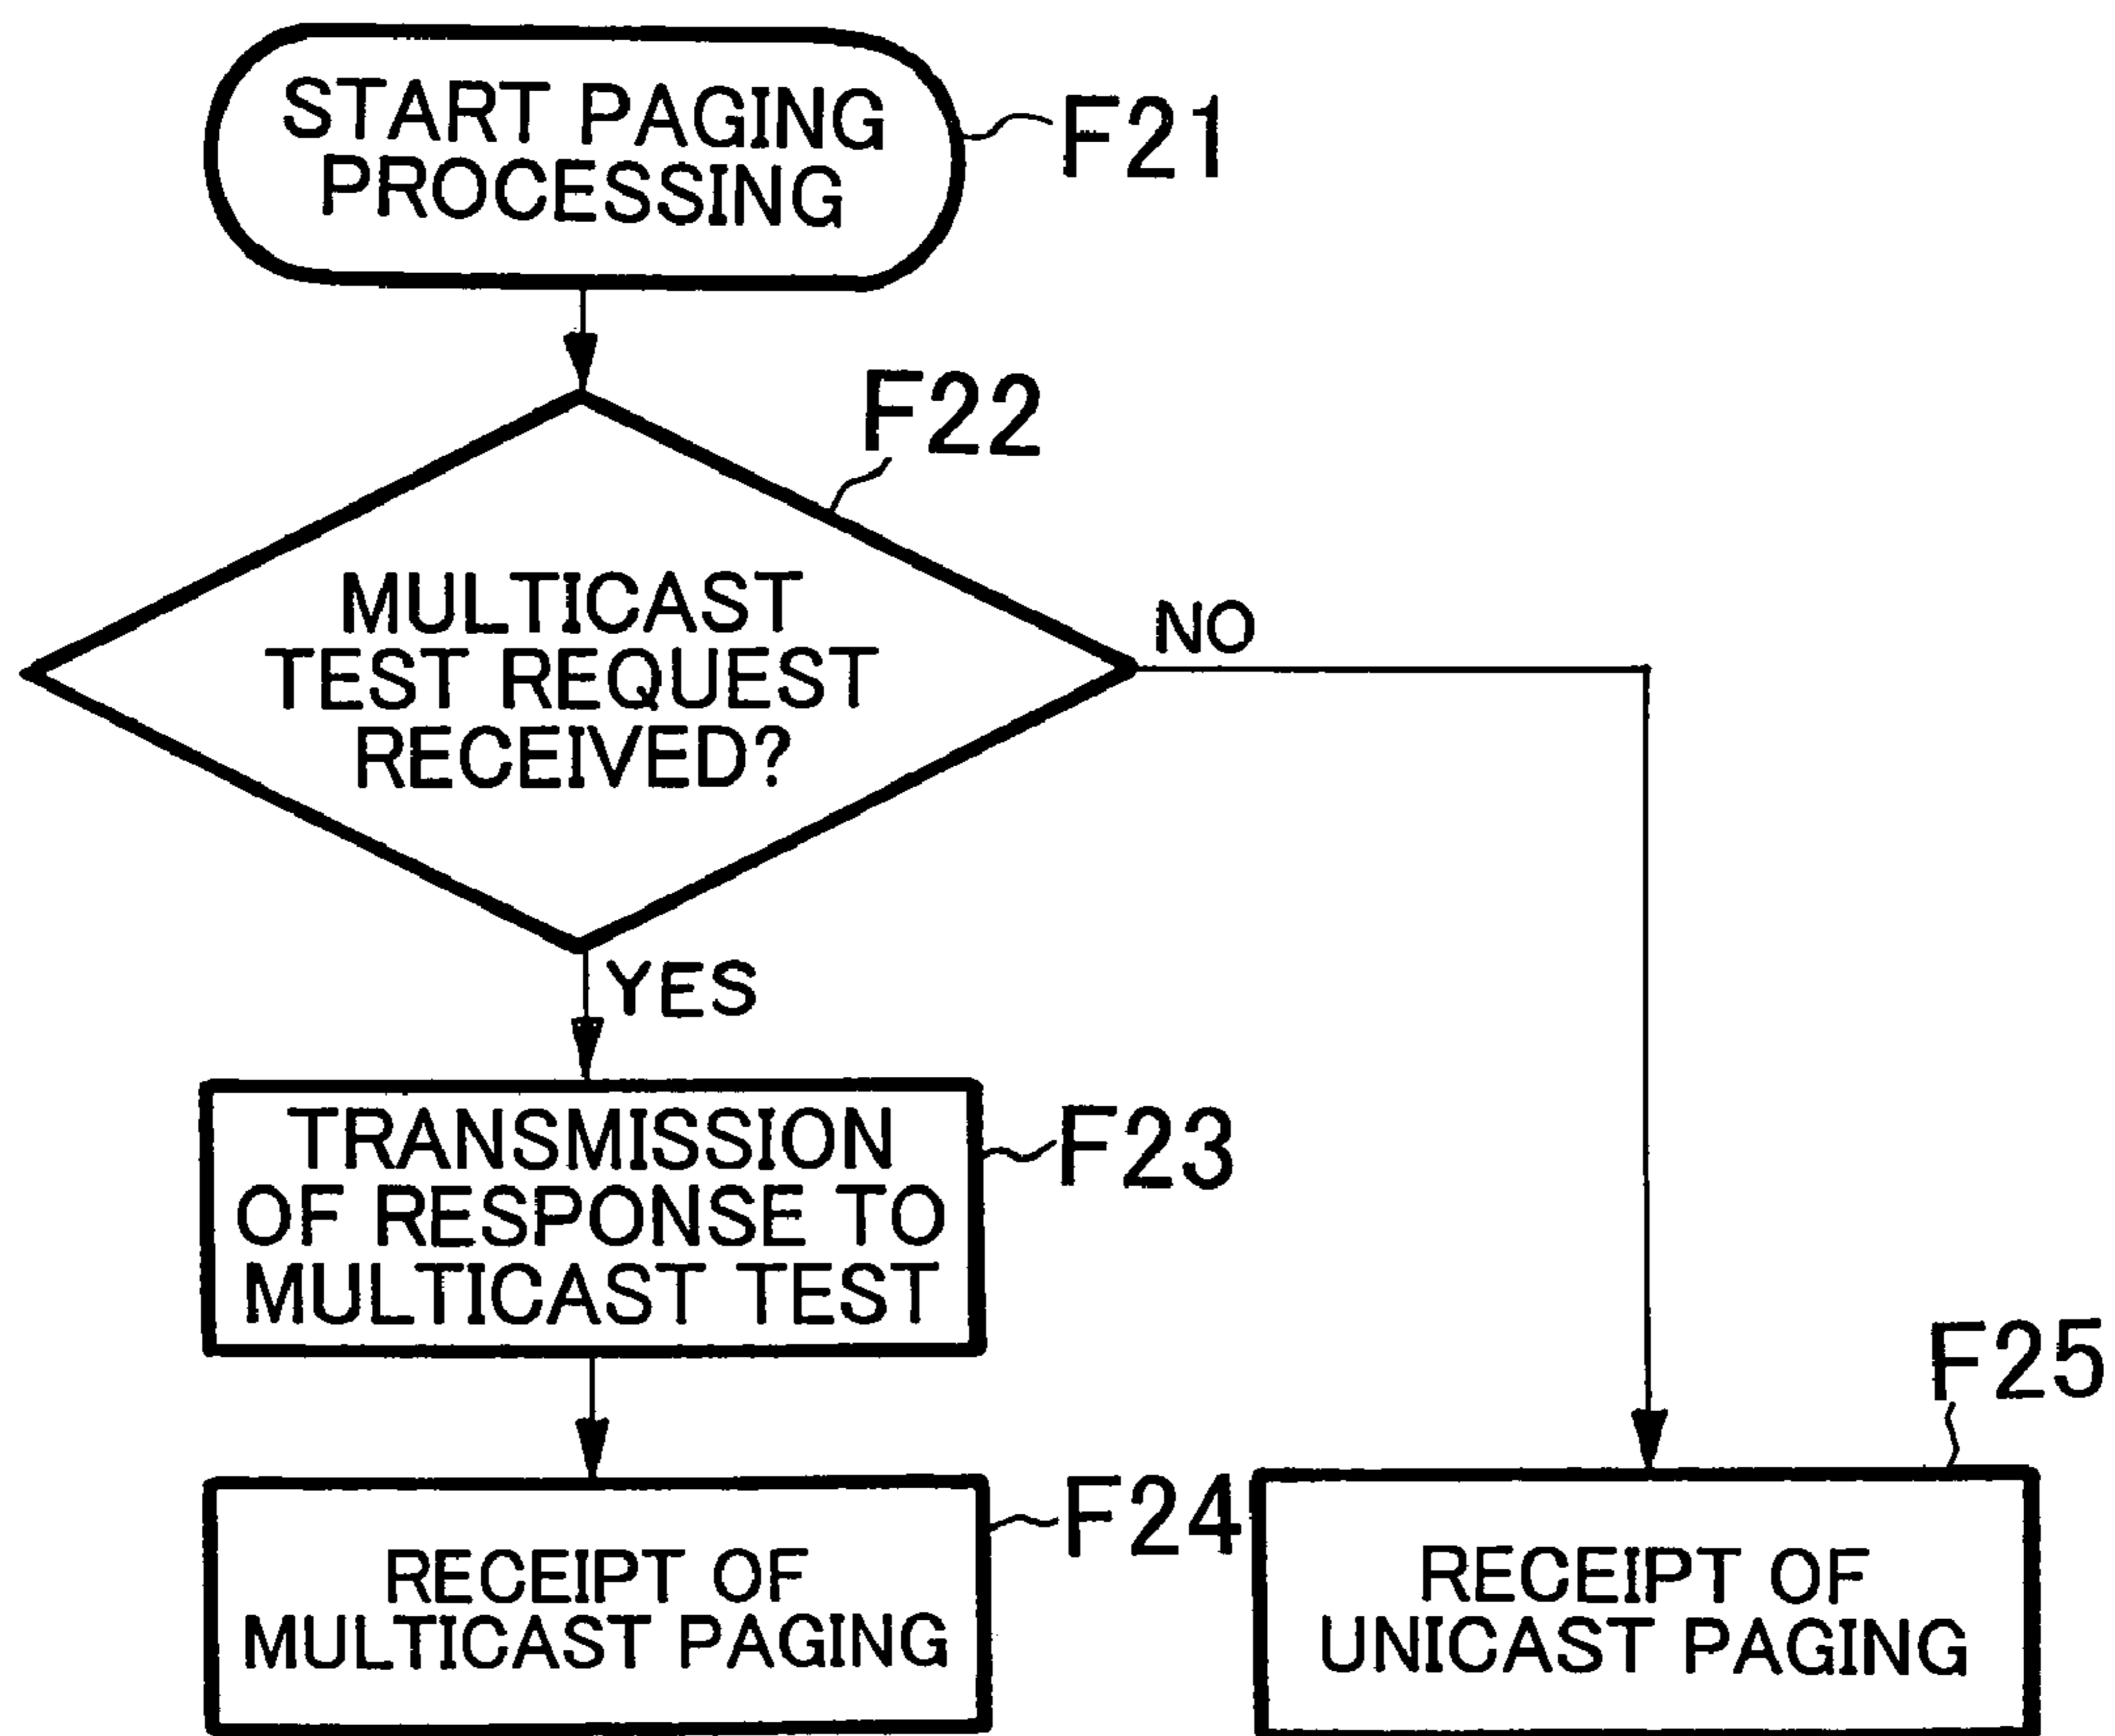 START PAGING
PROCESSING
F21
F22
MULTICAST
TEST REQUEST
RECEIVED?
NO
YES
TRANSMISSION
OF RESPONSE TO
MULTICAST TEST
F23
F25
F24
RECEIPT OF
MULTICAST PAGING
RECEIPT OF
UNICAST PAGING